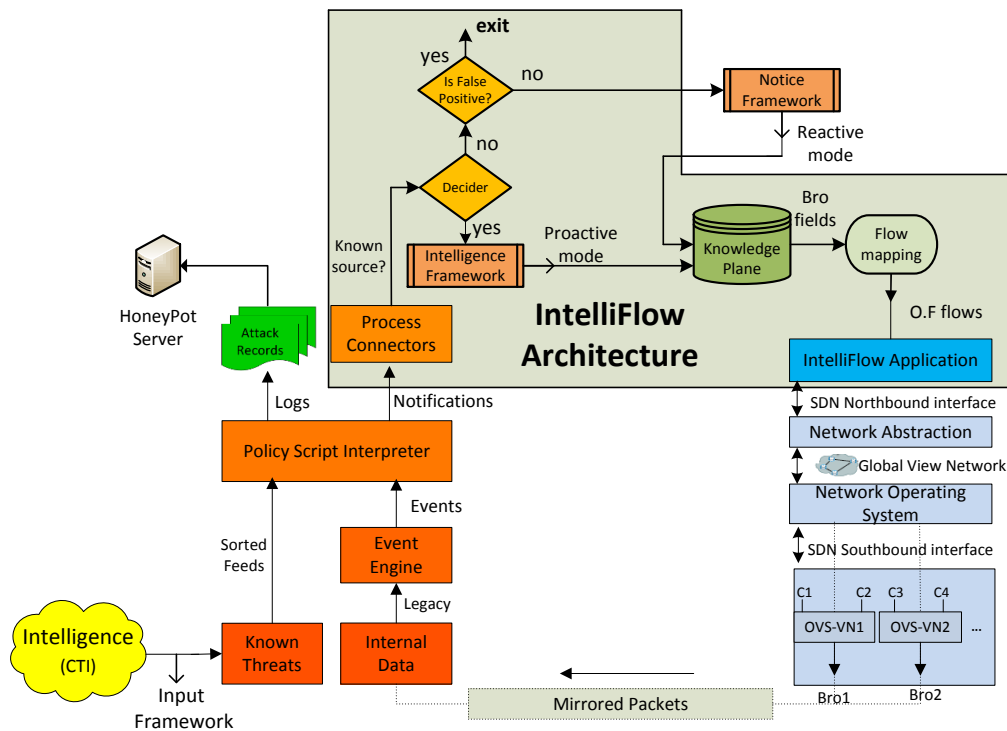 exit
yes
Is False
Positive?
no
Notice
Framework
Reactive
mode
no
Decider
yes
Known
source?
Intelligence
Framework
Proactive
mode
Knowledge
Plane
Bro
fields
Flow
mapping
O.F flows
HoneyPot
Server
Attack
Records
Process
Connectors
IntelliFlow
Architecture
IntelliFlow Application
Logs
Notifications
SDN Northbound interface
Policy Script Interpreter
Network Abstraction
Global View Network
Network Operating
System
Events
Sorted
Feeds
Event
Engine
SDN Southbound interface
Legacy
C1
C2
C3
C4
OVS-VN1
OVS-VN2
...
Intelligence
(CTI)
Known
Threats
Internal
Data
Input
Framework
Mirrored Packets
Bro1
Bro2